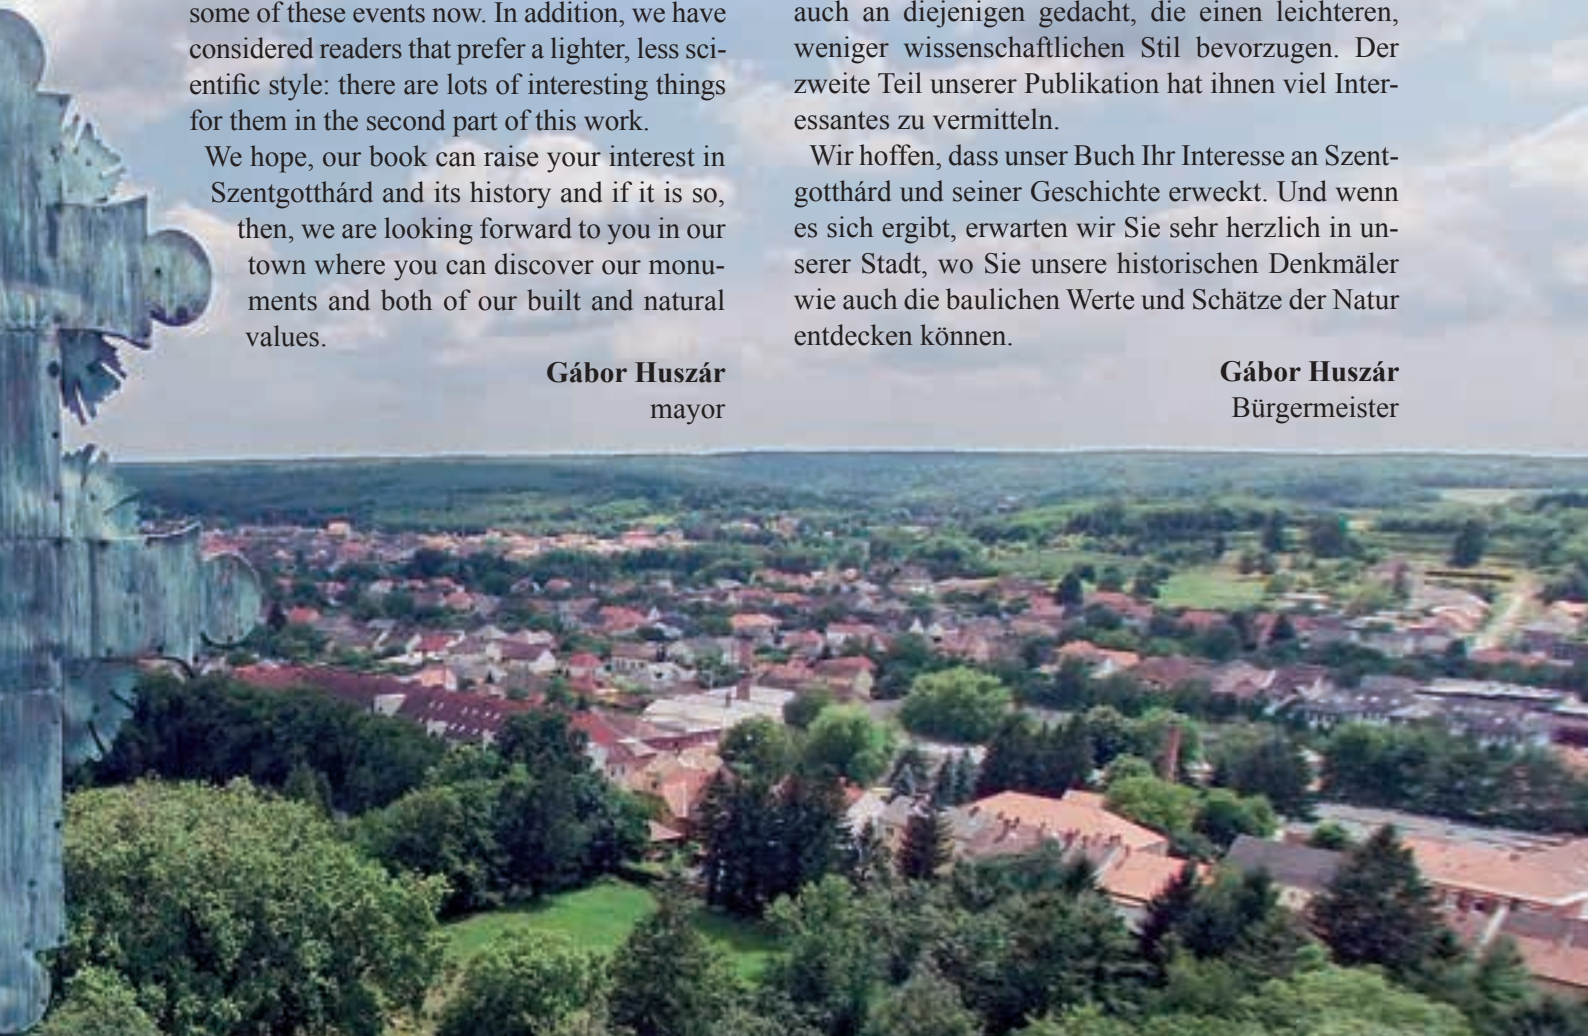 some of these events now. In addition, we have
considered readers that prefer a lighter, less sci-
entific style: there are lots of interesting things
for them in the second part of this work.
We hope, our book can raise your interest in
Szentgotthárd and its history and if it is so,
then, we are looking forward to you in our
town where you can discover our monu-
ments and both of our built and natural
values.
Gábor Huszár
mayor
auch an diejenigen gedacht, die einen leichteren,
weniger wissenschaftlichen Stil bevorzugen. Der
zweite Teil unserer Publikation hat ihnen viel Inter-
essantes zu vermitteln.
Wir hoffen, dass unser Buch Ihr Interesse an Szent-
gotthárd und seiner Geschichte erweckt. Und wenn
es sich ergibt, erwarten wir Sie sehr herzlich in un-
serer Stadt, wo Sie unsere historischen Denkmäler
wie auch die baulichen Werte und Schätze der Natur
entdecken können.
Gábor Huszár
Bürgermeister